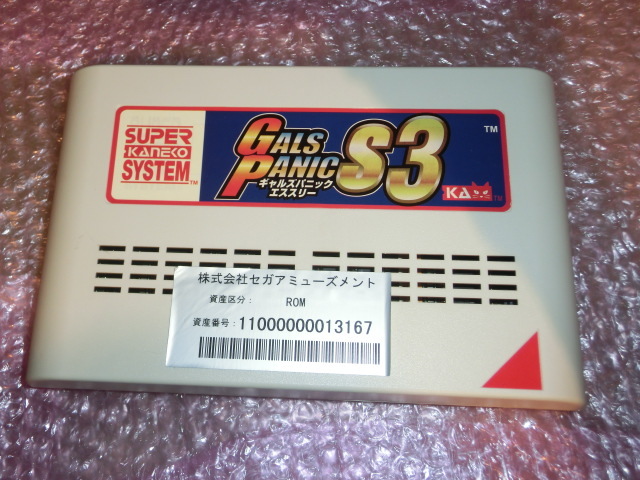 SUPER
KANEKO
SYSTEM TM
GALS
PANIC S3
ギャルズパニック
エススリー
TM
KA TM
株式会社セガアミューズメント
資産区分: ROM
資産番号:11000000013167